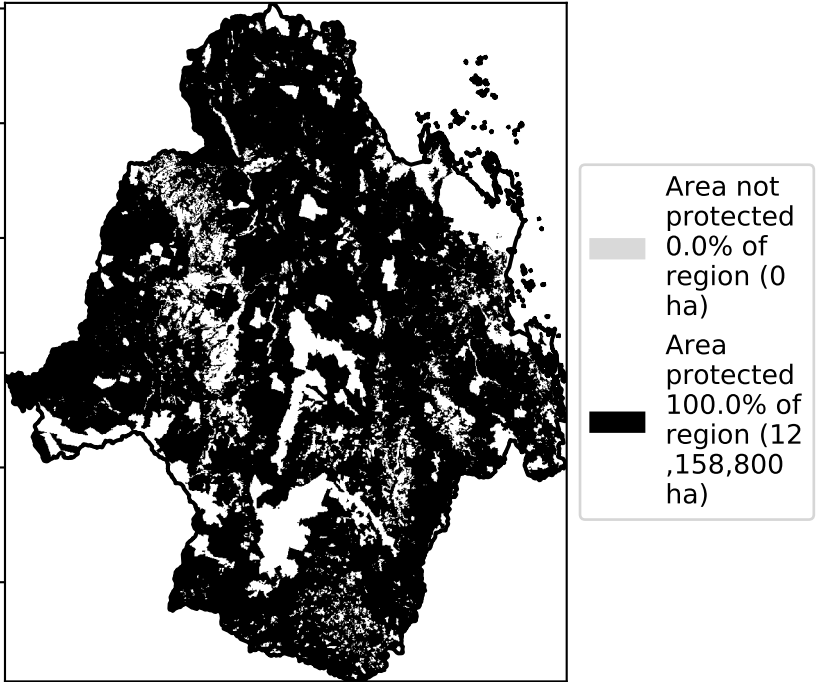 Area not
protected
0.0% of
region (0
ha)
Area
protected
100.0% of
region (12
,158,800
ha)